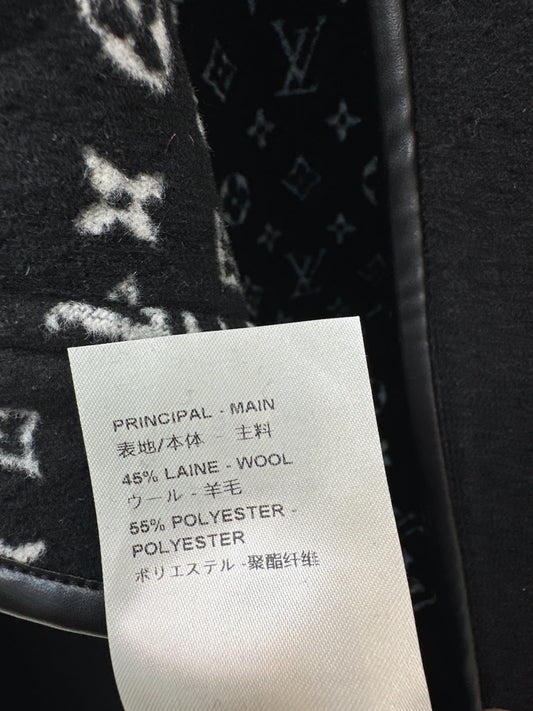 PRINCIPAL - MAIN
表地/本体 - 主料
45% LAINE - WOOL
ウール - 羊毛
55% POLYESTER -
POLYESTER
ポリエステル -聚酯纤维